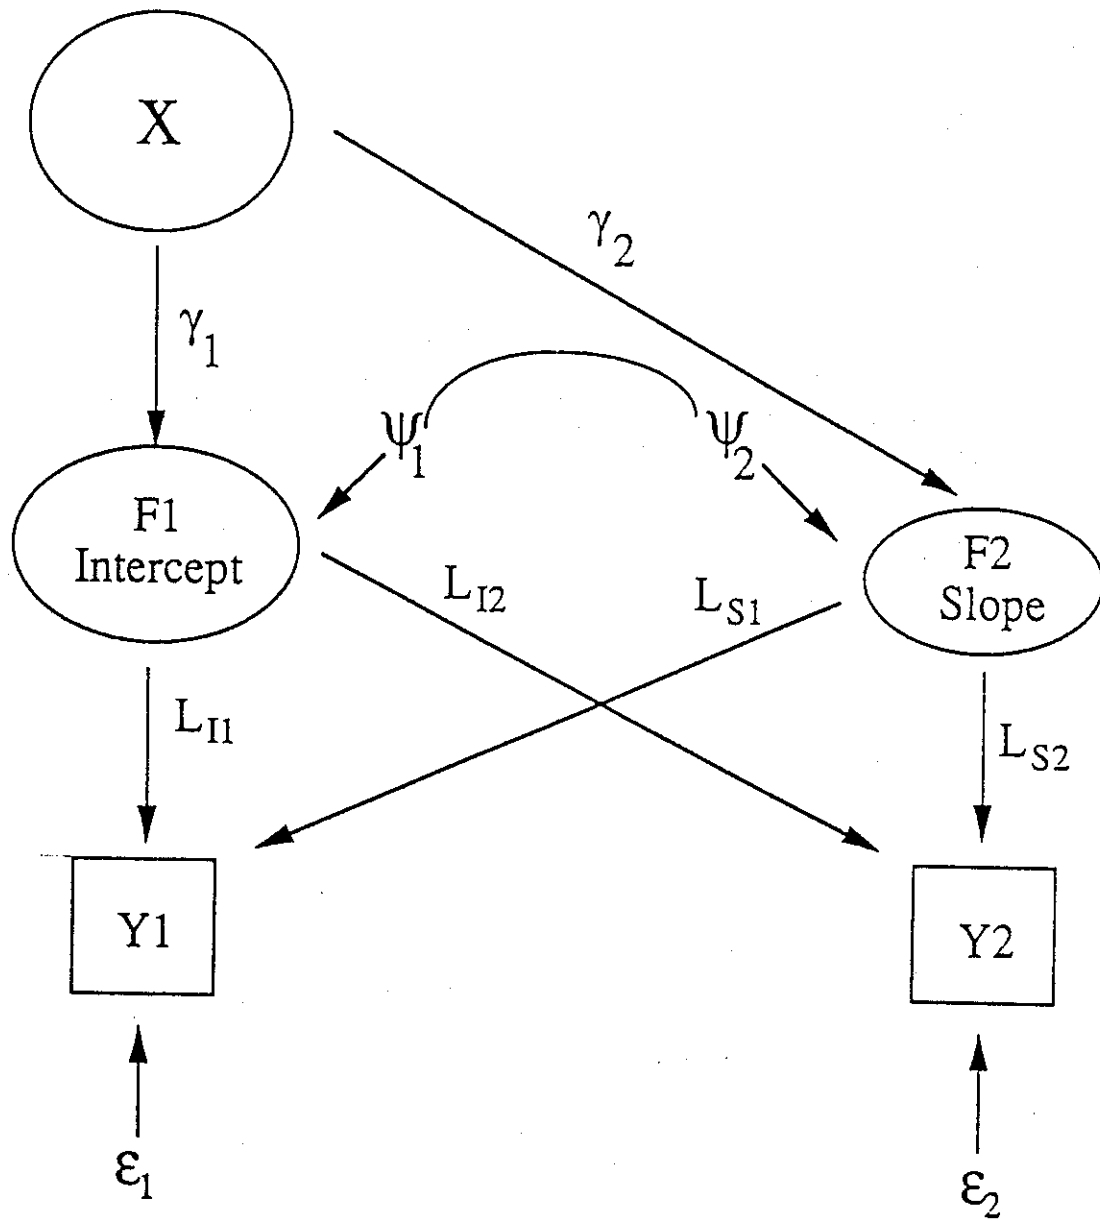 X
γ2
γ1
ψ1
ψ2
F1
Intercept
F2
Slope
LI2
LS1
LI1
LS2
Y1
Y2
ε1
ε2